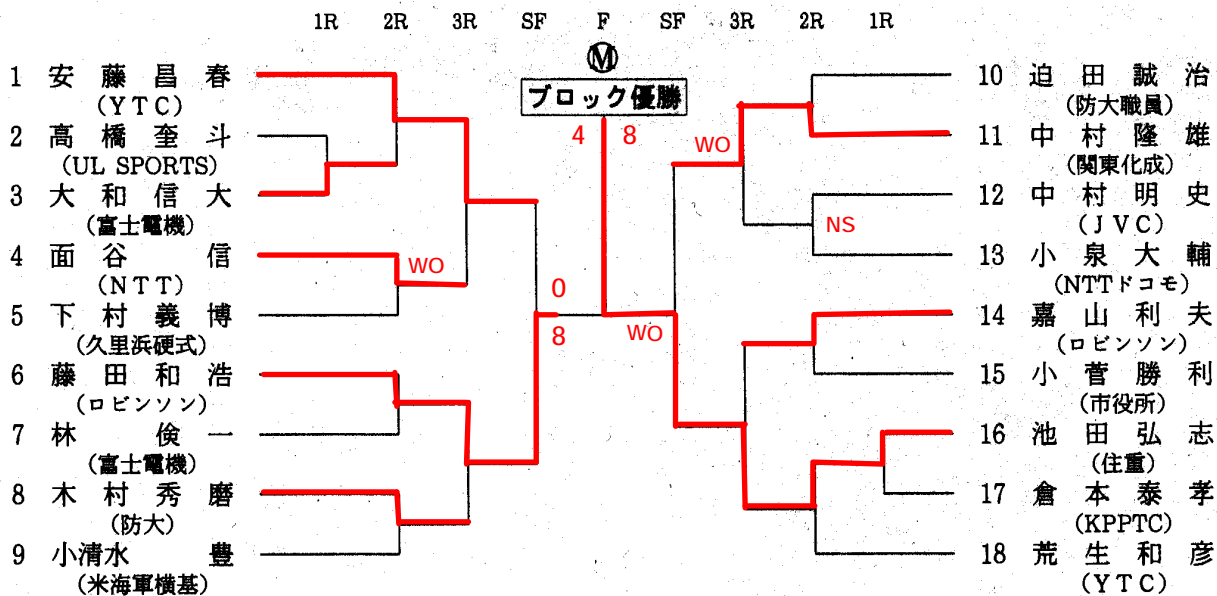 1R 2R 3R SF F SF 3R 2R 1R
Ⓜ
ブロック優勝
4 8
1 安藤昌春
(YTC)
2 高橋奎斗
(UL SPORTS)
3 大和信大
(富士電機)
4 面谷 信
(NTT)
WO
5 下村義博
(久里浜硬式)
6 藤田和浩
(ロビンソン)
7 林 俊一
(富士電機)
8 木村秀磨
(防大)
9 小清水 豊
(米海軍横基)
0
8
WO
10 迫田誠治
(防大職員)
11 中村隆雄
(関東化成)
WO
12 中村明史
(JVC)
NS
13 小泉大輔
(NTTドコモ)
14 嘉山利夫
(ロビンソン)
15 小菅勝利
(市役所)
16 池田弘志
(住重)
17 倉本泰孝
(KPPTC)
18 荒生和彦
(YTC)